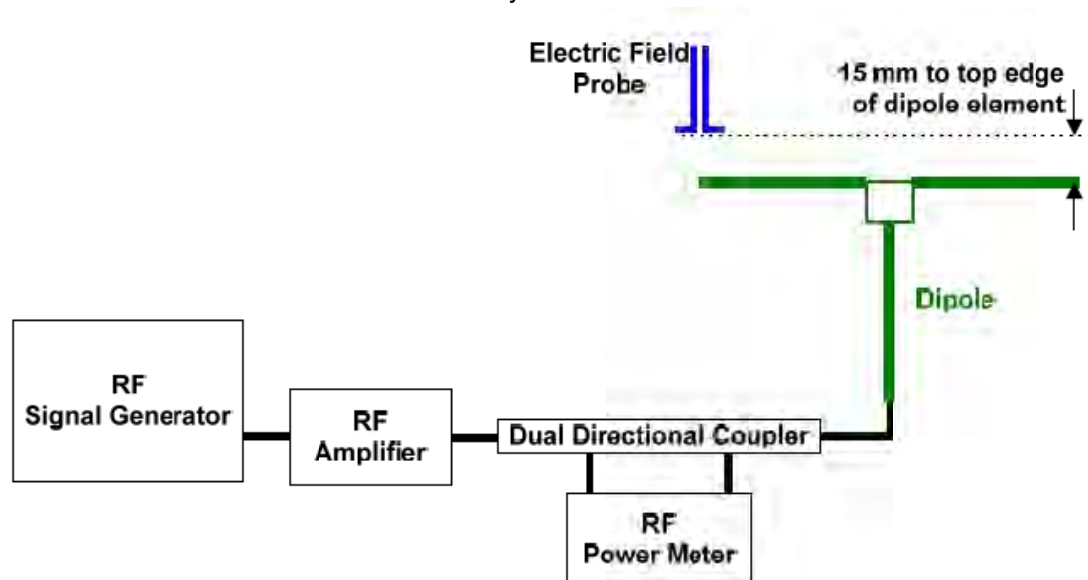 Electric Field
Probe
15 mm to top edge
of dipole element
Dipole
RF
Signal Generator
RF
Amplifier
Dual Directional Coupler
RF
Power Meter